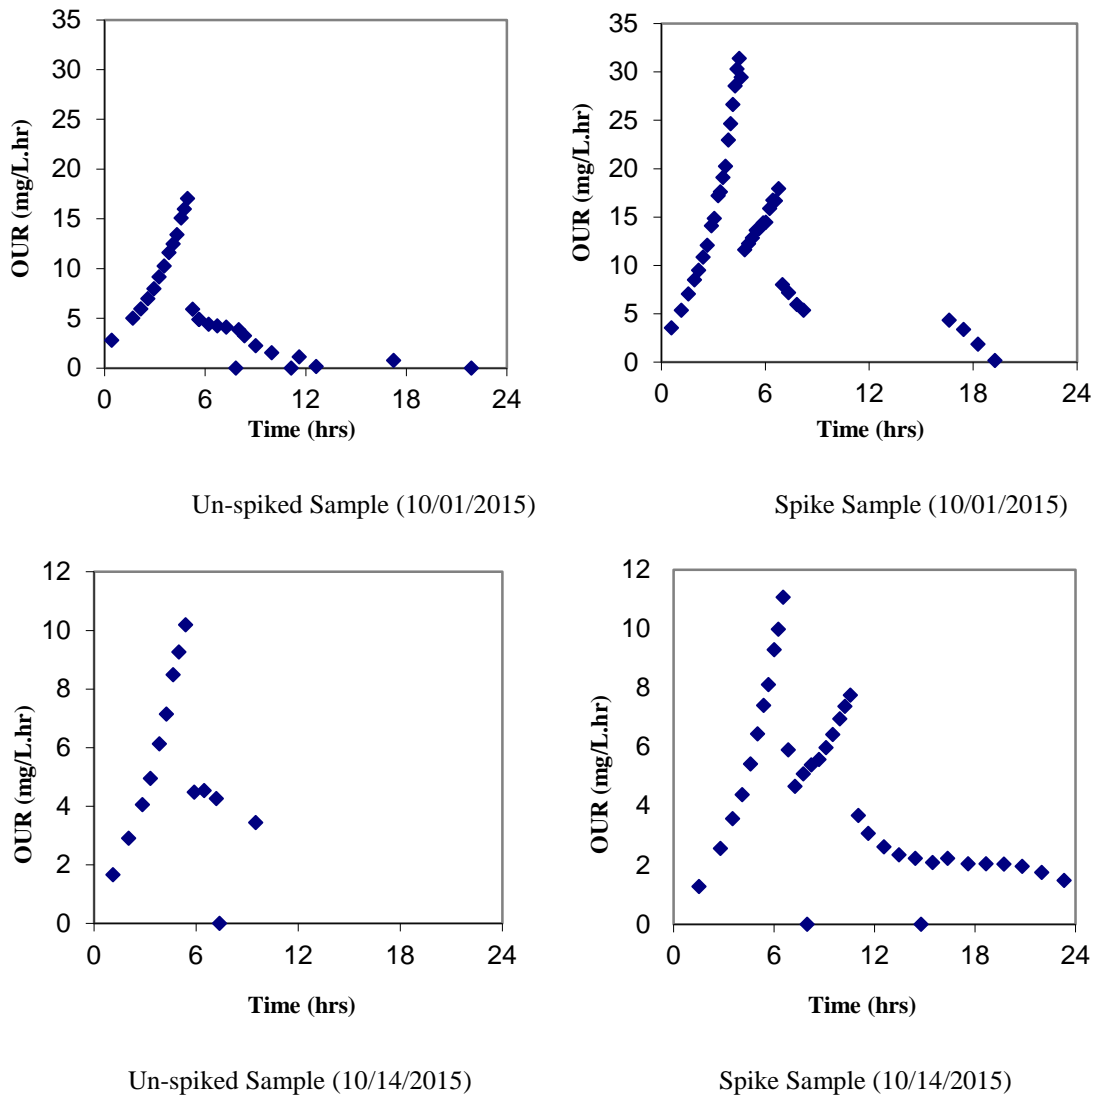 35
30
25
20
15
10
5
0
OUR (mg/L.hr)
0 6 12 18 24
Time (hrs)
Un-spiked Sample (10/01/2015)
35
30
25
20
15
10
5
0
OUR (mg/L.hr)
0 6 12 18 24
Time (hrs)
Spike Sample (10/01/2015)
12
10
8
6
4
2
0
OUR (mg/L.hr)
0 6 12 18 24
Time (hrs)
Un-spiked Sample (10/14/2015)
12
10
8
6
4
2
0
OUR (mg/L.hr)
0 6 12 18 24
Time (hrs)
Spike Sample (10/14/2015)